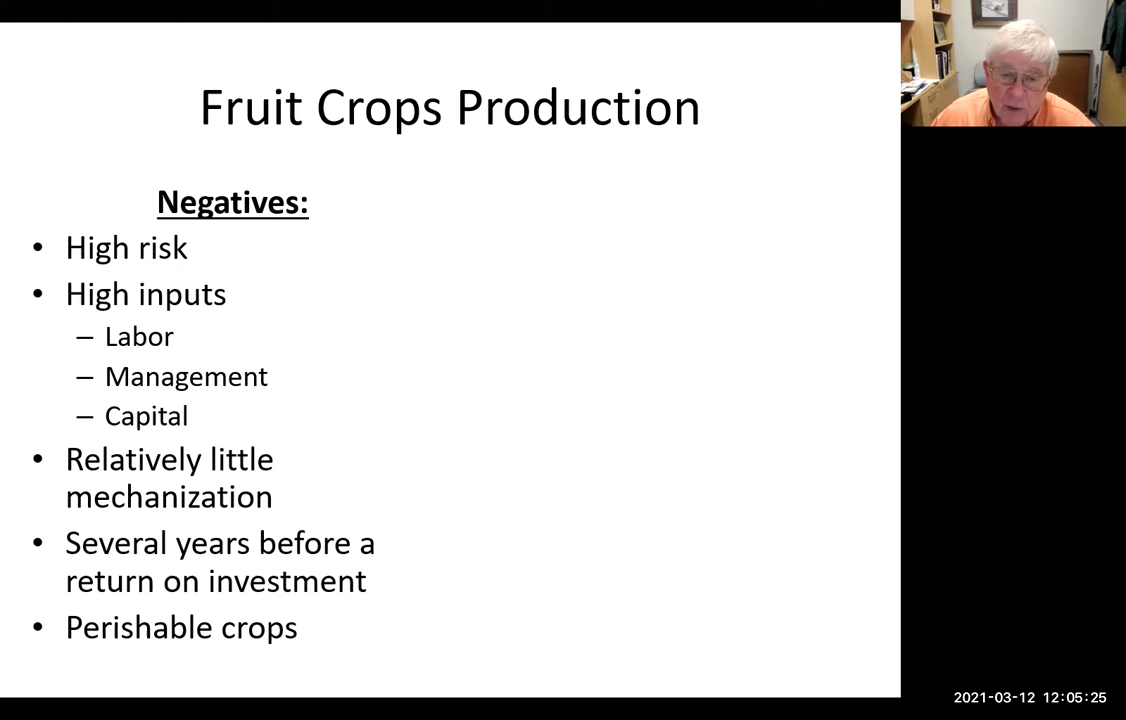 Fruit Crops Production
Negatives:
• High risk
• High inputs
– Labor
– Management
– Capital
• Relatively little
mechanization
• Several years before a
return on investment
• Perishable crops
2021-03-12 12:05:25